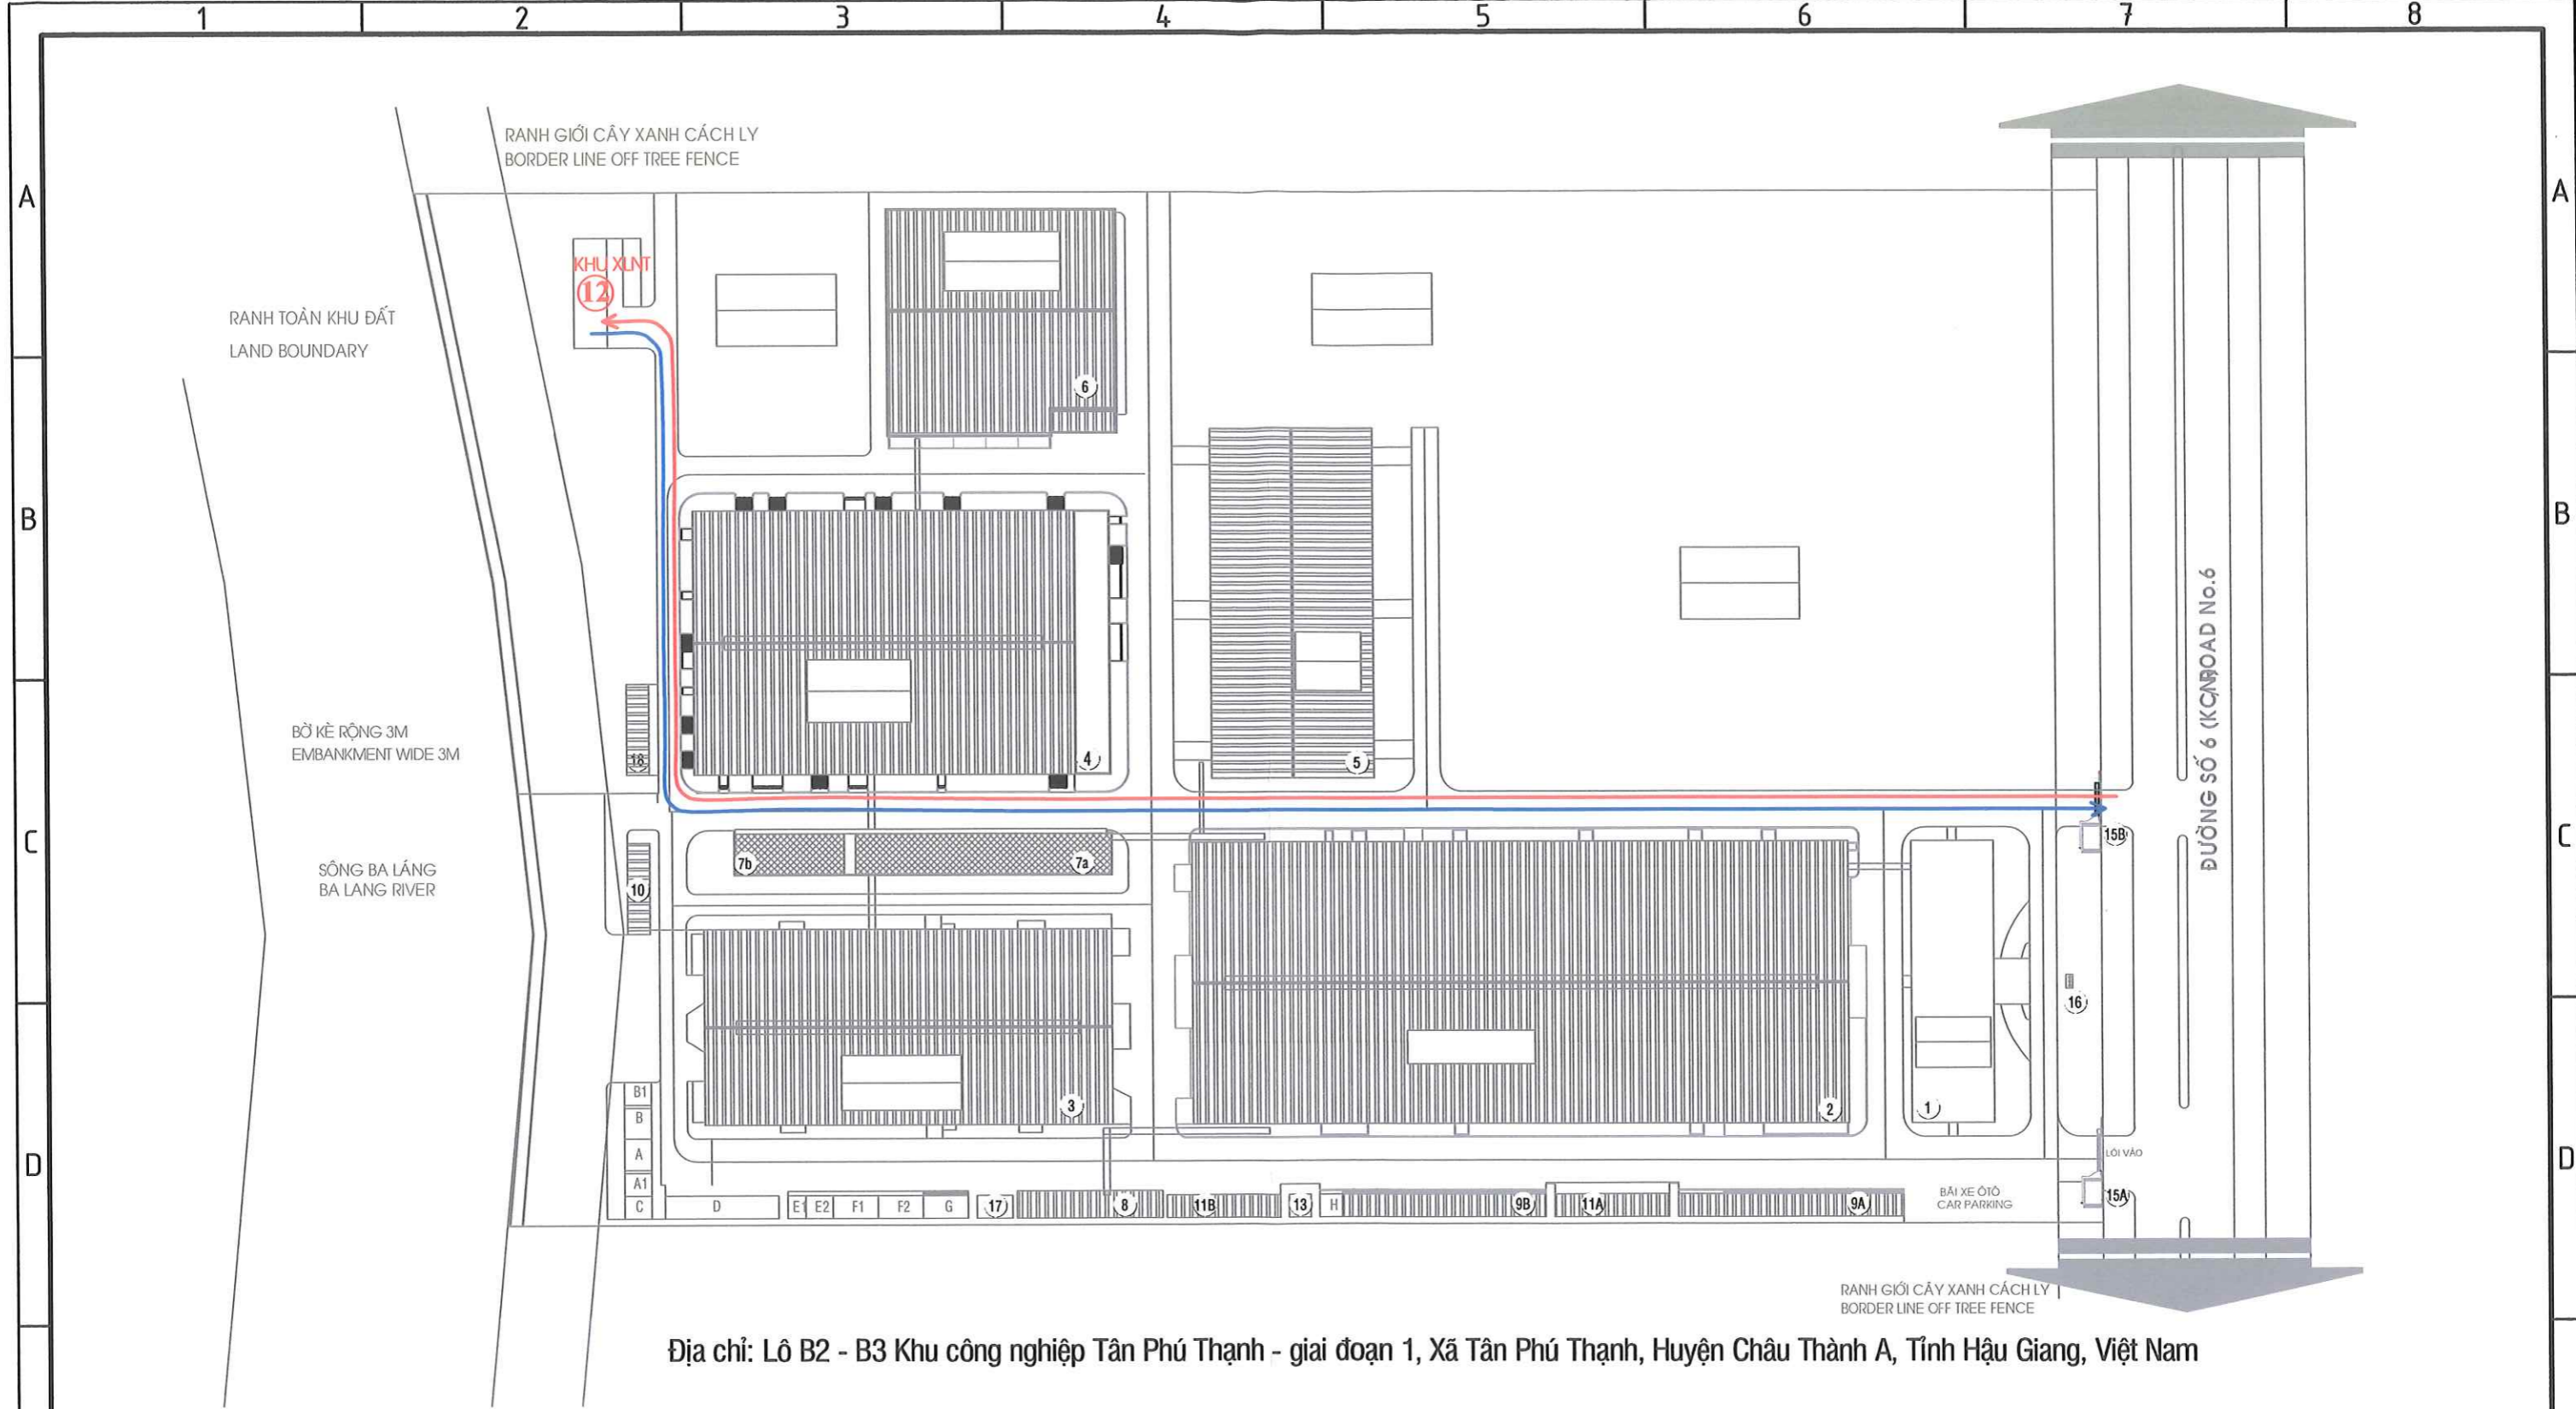 1 2 3 4 5 6 7 8
RANH GIỚI CÂY XANH CÁCH LY
BORDER LINE OFF TREE FENCE
A A
KHU XLNT
12
RANH TOÀN KHU ĐẤT
LAND BOUNDARY
6
B B
ĐƯỜNG SỐ 6 (KCN)
ROAD No.6
BỜ KÈ RỘNG 3M
EMBANKMENT WIDE 3M
18
4
5
C C
15B
7b
7a
SÔNG BA LÁNG
BA LANG RIVER
10
16
B1
B
3
2
1
A
D D
LỐI VÀO
A1
C
D
E1 E2 F1 F2 G
17
8
11B
13
H
9B
11A
9A
BÃI XE ÔTÔ
CAR PARKING
15A
RANH GIỚI CÂY XANH CÁCH LY
BORDER LINE OFF TREE FENCE
Địa chỉ: Lô B2 - B3 Khu công nghiệp Tân Phú Thạnh - giai đoạn 1, Xã Tân Phú Thạnh, Huyện Châu Thành A, Tỉnh Hậu Giang, Việt Nam